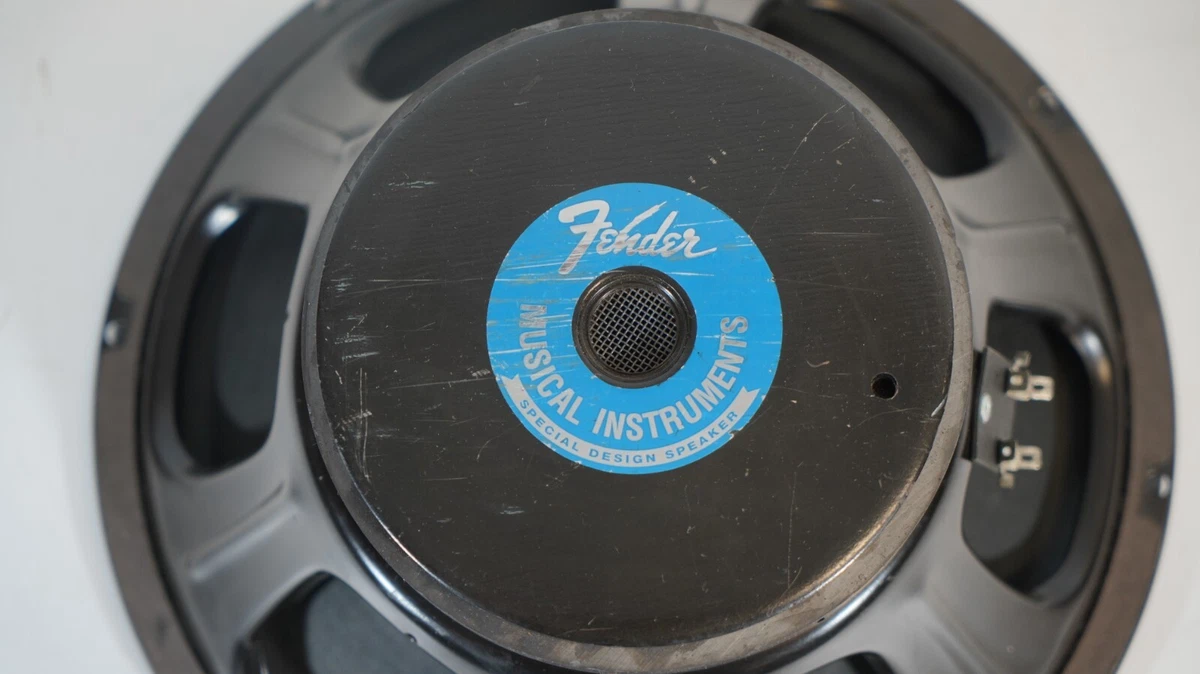 Fender
MUSICAL INSTRUMENTS
SPECIAL DESIGN SPEAKER